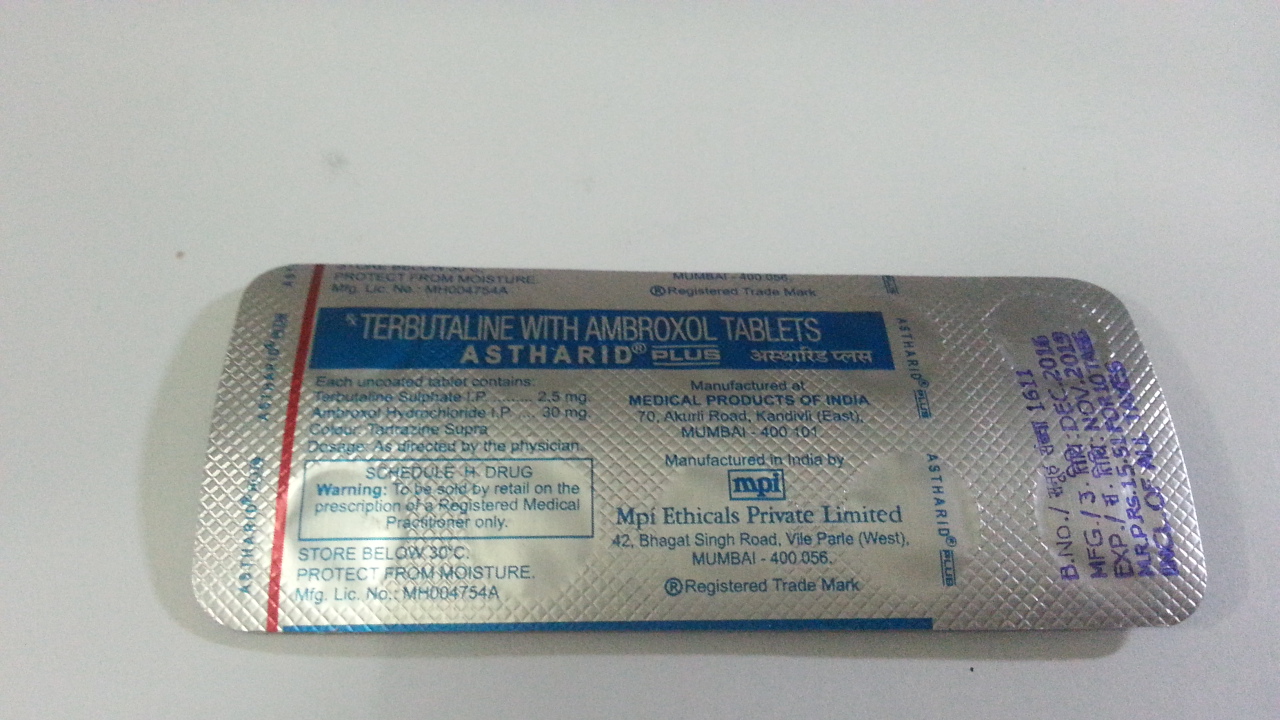 PROTECT FROM MOISTURE.
Mfg. Lic. No.: MH004754A
MUMBAI - 400 056.
® Registered Trade Mark
℞ TERBUTALINE WITH AMBROXOL TABLETS
ASTHARID® PLUS अस्थारिड प्लस
Each uncoated tablet contains:
Terbutaline Sulphate I.P. ......... 2.5 mg.
Ambroxol Hydrochloride I.P. .... 30 mg.
Colour: Tartrazine Supra
Dosage: As directed by the physician.
SCHEDULE H DRUG
Warning: To be sold by retail on the
prescription of a Registered Medical
Practitioner only.
STORE BELOW 30°C.
PROTECT FROM MOISTURE.
Mfg. Lic. No.: MH004754A
Manufactured at
MEDICAL PRODUCTS OF INDIA
70, Akurli Road, Kandivli (East),
MUMBAI - 400 101.
Manufactured in India by
mpi
Mpi Ethicals Private Limited
42, Bhagat Singh Road, Vile Parle (West),
MUMBAI - 400 056.
® Registered Trade Mark
ASTHARID® PLUS
ASTHARID® PLUS
ASTHARID® PLUS
ASTHARID® PLUS
B.NO./ 1611
MFG./ : DEC.2016
EXP/ : NOV.2019
M.R.P.RS.15.51 FOR 10TABS
INCL.OF ALL TAXES